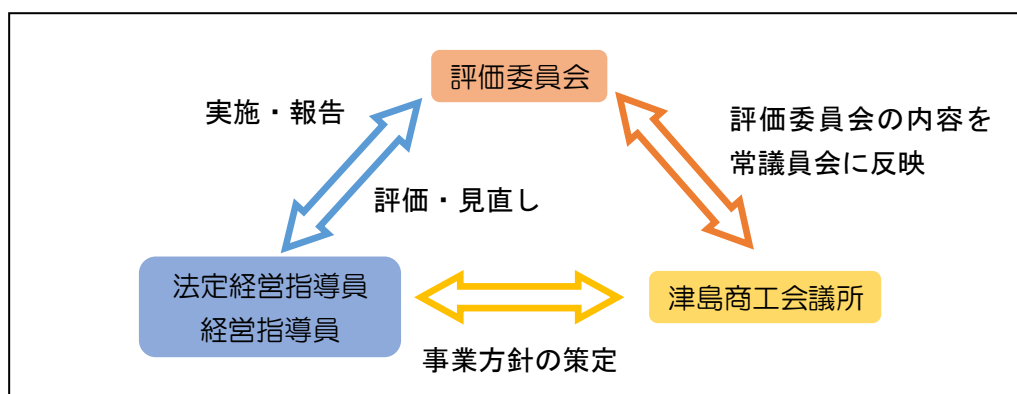 評価委員会
実施・報告
評価委員会の内容を
常議員会に反映
評価・見直し
法定経営指導員
経営指導員
津島商工会議所
事業方針の策定